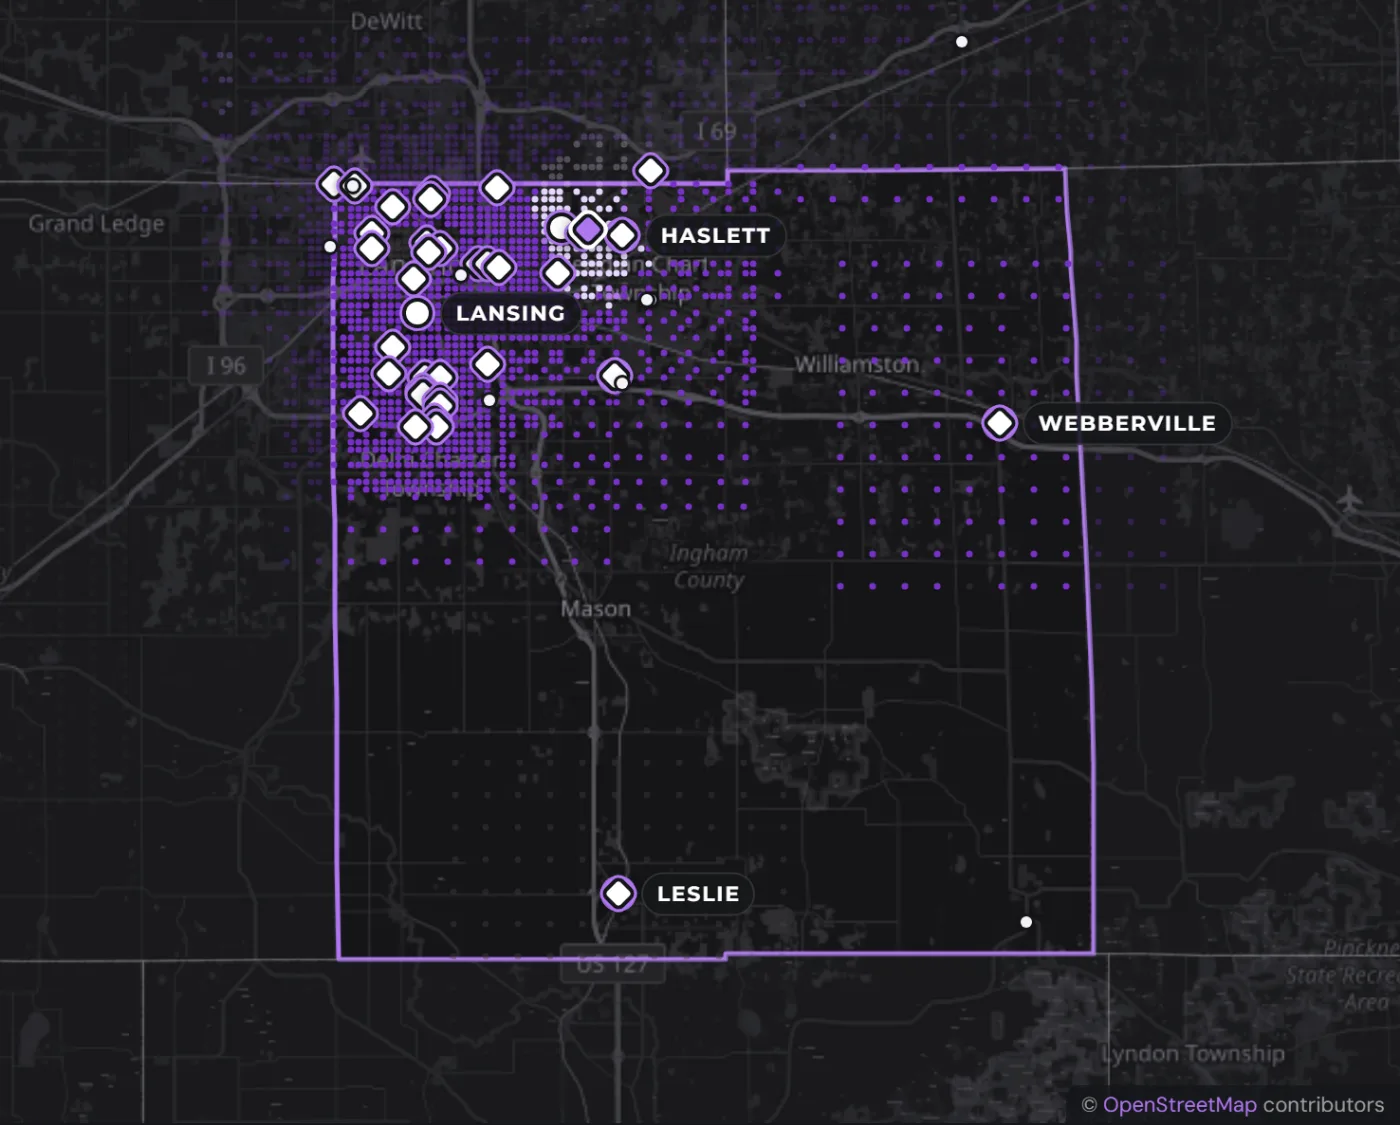 DeWitt
I 69
Grand Ledge
HASLETT
LANSING
I 96
Williamston
WEBBERVILLE
Township
Ingham
County
Mason
LESLIE
US 127
State Recre
Area
Lyndon Township
© OpenStreetMap contributors